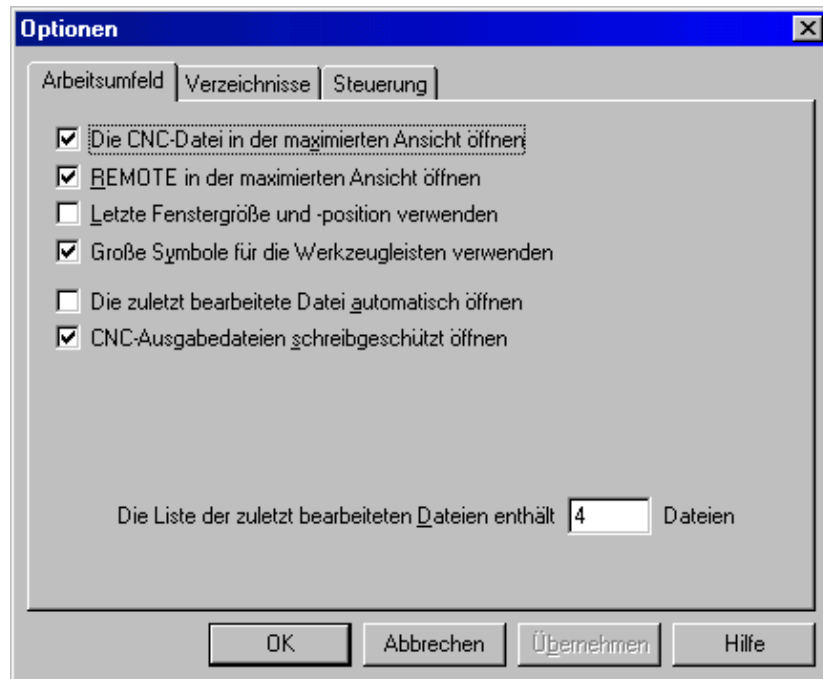 Optionen
Arbeitsumfeld Verzeichnisse Steuerung
Die CNC-Datei in der maximierten Ansicht öffnen
REMOTE in der maximierten Ansicht öffnen
Letzte Fenstergröße und -position verwenden
Große Symbole für die Werkzeugleisten verwenden
Die zuletzt bearbeitete Datei automatisch öffnen
CNC-Ausgabedateien schreibgeschützt öffnen
Die Liste der zuletzt bearbeiteten Dateien enthält 4 Dateien
OK Abbrechen Übernehmen Hilfe